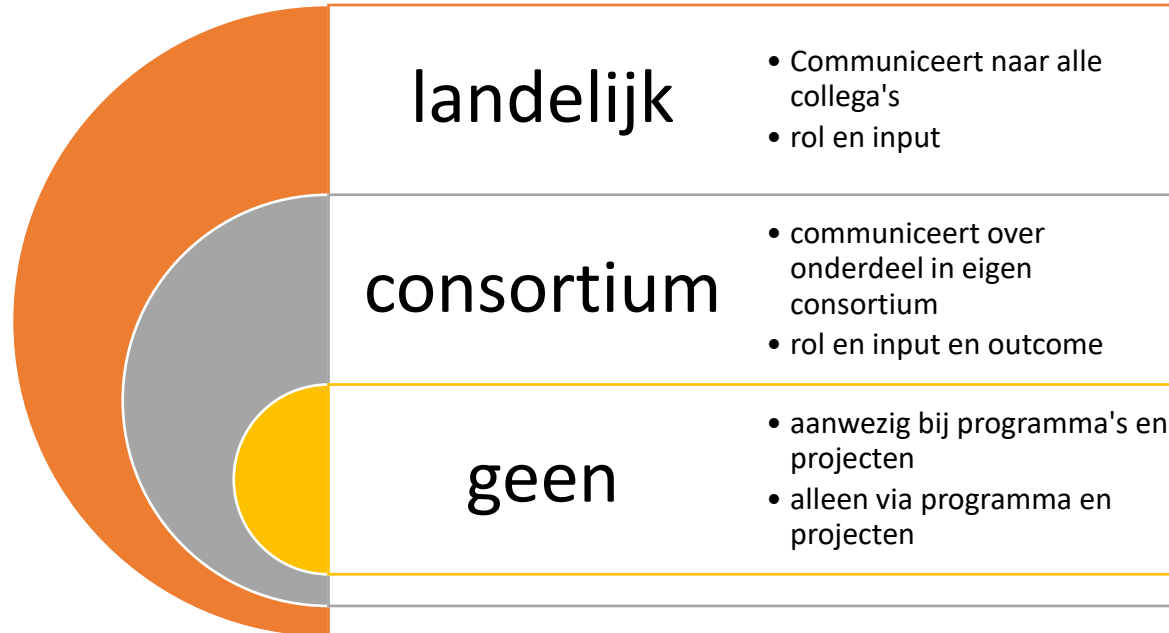 landelijk
• Communiceert naar alle
collega's
• rol en input
consortium
• communiceert over
onderdeel in eigen
consortium
• rol en input en outcome
geen
• aanwezig bij programma's en
projecten
• alleen via programma en
projecten